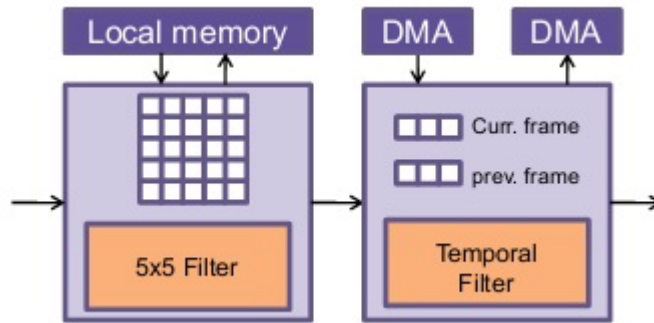 Local memory
DMA
DMA
Curr. frame
prev. frame
5x5 Filter
Temporal
Filter